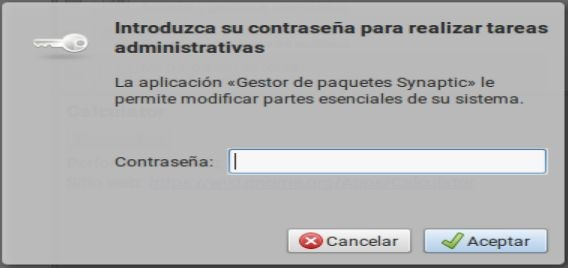 Introduzca su contraseña para realizar tareas
administrativas
La aplicación «Gestor de paquetes Synaptic» le
permite modificar partes esenciales de su sistema.
Calculator
Contraseña:
Cancelar
Aceptar